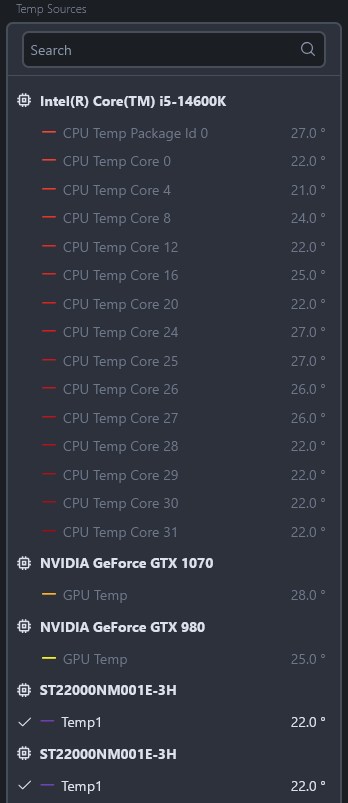 Temp Sources
Search
Intel(R) Core(TM) i5-14600K
CPU Temp Package Id 0 27.0 °
CPU Temp Core 0 22.0 °
CPU Temp Core 4 21.0 °
CPU Temp Core 8 24.0 °
CPU Temp Core 12 22.0 °
CPU Temp Core 16 25.0 °
CPU Temp Core 20 22.0 °
CPU Temp Core 24 27.0 °
CPU Temp Core 25 27.0 °
CPU Temp Core 26 26.0 °
CPU Temp Core 27 26.0 °
CPU Temp Core 28 22.0 °
CPU Temp Core 29 22.0 °
CPU Temp Core 30 22.0 °
CPU Temp Core 31 22.0 °
NVIDIA GeForce GTX 1070
GPU Temp 28.0 °
NVIDIA GeForce GTX 980
GPU Temp 25.0 °
ST22000NM001E-3H
Temp1 22.0 °
ST22000NM001E-3H
Temp1 22.0 °